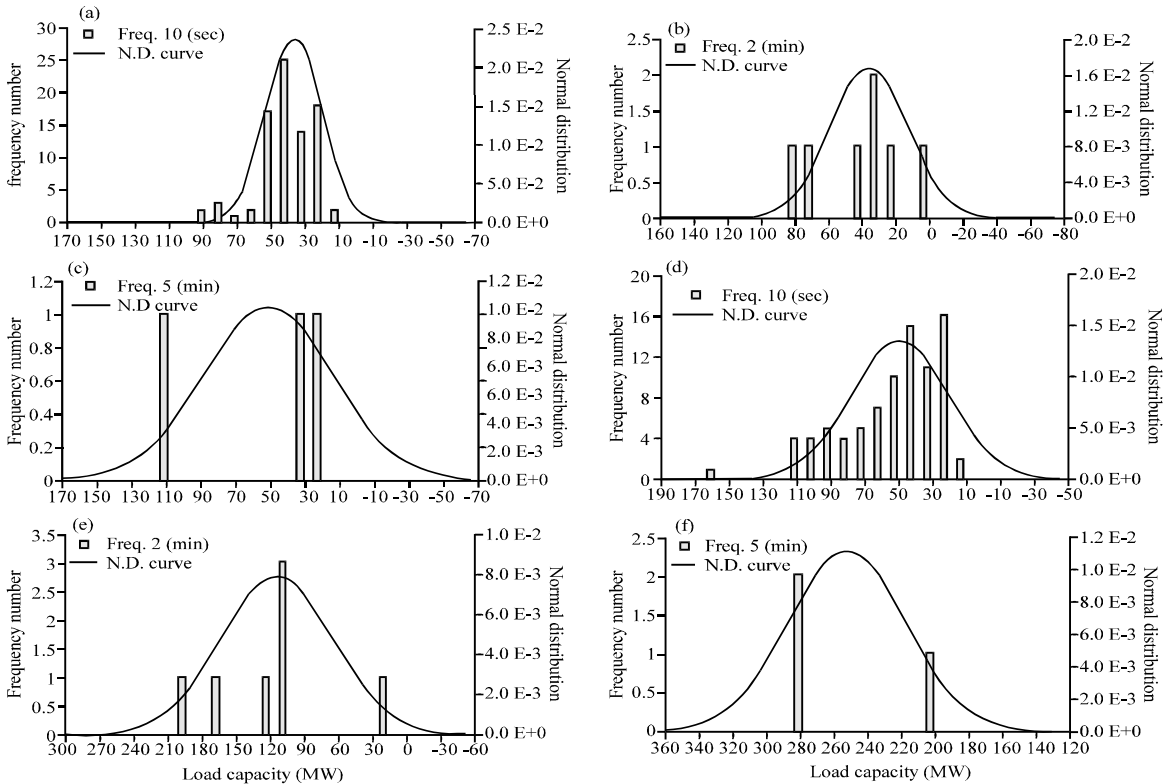 (a)
Freq. 10 (sec)
N.D. curve
frequency number
30
25
20
15
10
5
0
2.5 E-2
2.0 E-2
1.5 E-2
1.0 E-2
5.0 E-2
0.0 E+0
Normal distribution
170 150 130 110 90 70 50 30 10 -10 -30 -50 -70
(b)
Freq. 2 (min)
N.D. curve
Frequency number
2.5
2
1.5
1
0.5
0
2.0 E-2
1.6 E-2
1.2 E-2
8.0 E-3
4.0 E-3
0.0 E+0
Normal distribution
160 140 120 100 80 60 40 20 0 -20 -40 -60 -80
(c)
Freq. 5 (min)
N.D curve
Frequency number
1.2
1
0.8
0.6
0.4
0.2
0
1.2 E-2
1.0 E-2
8.0 E-3
6.0 E-3
4.0 E-3
2.0 E-3
0.0 E+0
Normal distribution
170 150 130 110 90 70 50 30 10 -10 -30 -50 -70
(d)
Freq. 10 (sec)
N.D. curve
Frequency number
20
16
12
8
4
0
2.0 E-2
1.5 E-2
1.0 E-2
5.0 E-3
0.0 E+0
Normal distribution
190 170 150 130 110 90 70 50 30 10 -10 -30 -50
(e)
Freq. 2 (min)
N.D. curve
Frequency number
3.5
3
2.5
2
1.5
1
0.5
0
1.0 E-2
8.0 E-3
6.0 E-3
4.0 E-3
2.0 E-3
0.0 E+0
Normal distribution
300 270 240 210 180 150 120 90 60 30 0 -30 -60
Load capacity (MW)
(f)
Freq. 5 (min)
N.D. curve
Frequency number
2.5
2
1.5
1
0.5
0
1.2 E-2
1.0 E-2
8.0 E-3
6.0 E-3
4.0 E-3
2.0 E-3
0.0 E+0
Normal distribution
360 340 320 300 280 260 240 220 200 180 160 140 120
Load capacity (MW)